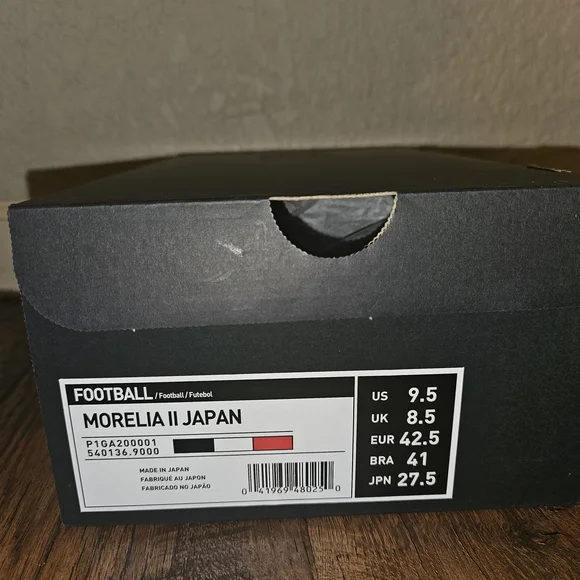 FOOTBALL / Football / Futebol
MORELIA II JAPAN
P1GA200001
540136.9000
MADE IN JAPAN
FABRIQUÉ AU JAPON
FABRICADO NO JAPÃO
0 41969 48025 0
US 9.5
UK 8.5
EUR 42.5
BRA 41
JPN 27.5